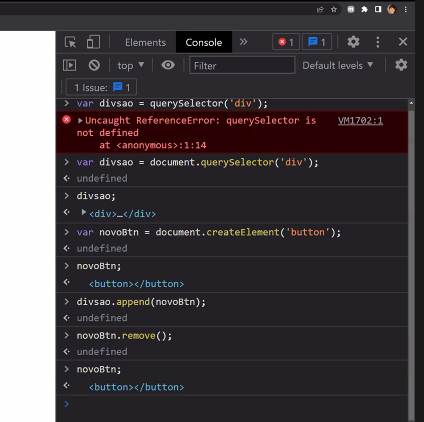 Elements Console » 1 1
top Filter Default levels
1 Issue: 1
> var divsao = querySelector('div');
Uncaught ReferenceError: querySelector is VM1702:1
not defined
at <anonymous>:1:14
> var divsao = document.querySelector('div');
undefined
> divsao;
<div>…</div>
> var novoBtn = document.createElement('button');
undefined
> novoBtn;
<button></button>
> divsao.append(novoBtn);
undefined
> novoBtn.remove();
undefined
> novoBtn;
<button></button>
>